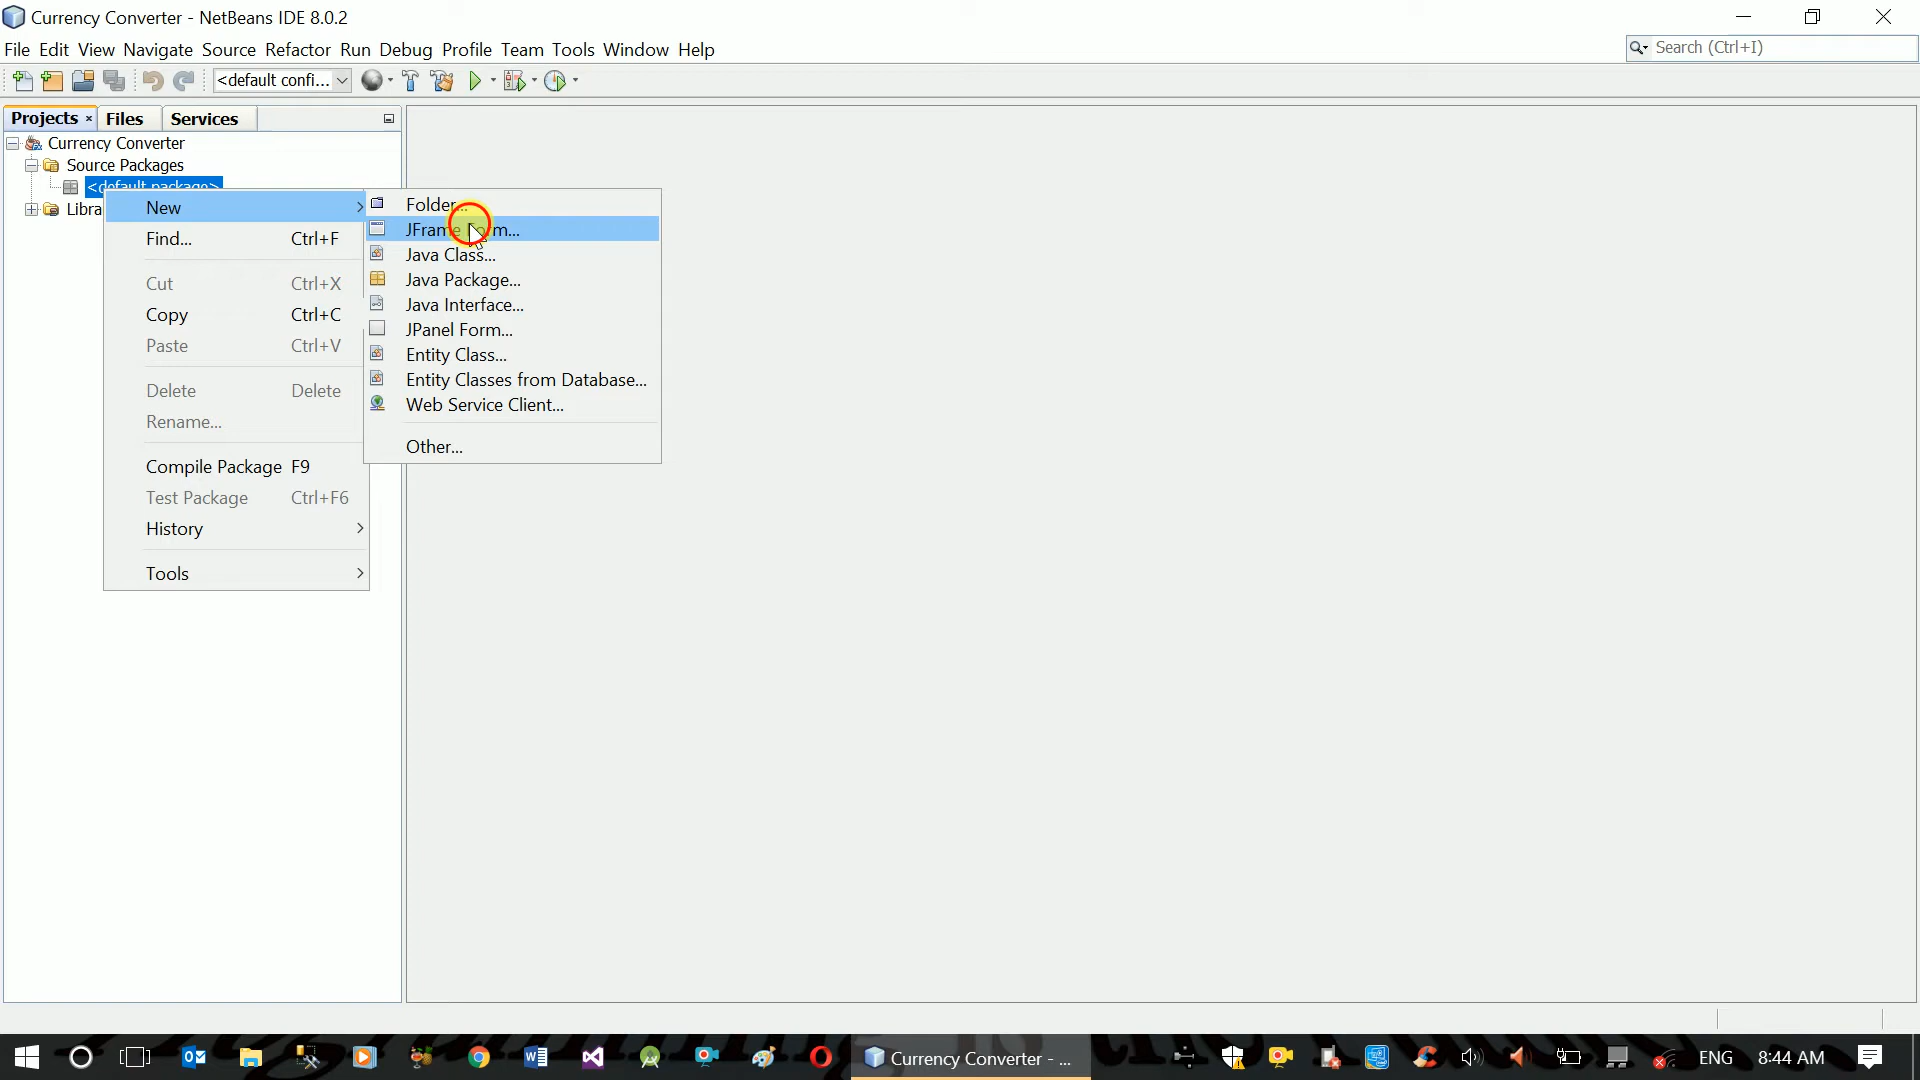 Currency Converter - NetBeans IDE 8.0.2
File Edit View Navigate Source Refactor Run Debug Profile Team Tools Window Help
Search (Ctrl+I)
<default confi...
Projects Files Services
Currency Converter
Source Packages
<default package>
New
Find... Ctrl+F
Cut Ctrl+X
Copy Ctrl+C
Paste Ctrl+V
Delete Delete
Rename...
Compile Package F9
Test Package Ctrl+F6
History
Tools
Folder...
JFrame Form...
Java Class...
Java Package...
Java Interface...
JPanel Form...
Entity Class...
Entity Classes from Database...
Web Service Client...
Other...
Currency Converter - ...
ENG 8:44 AM